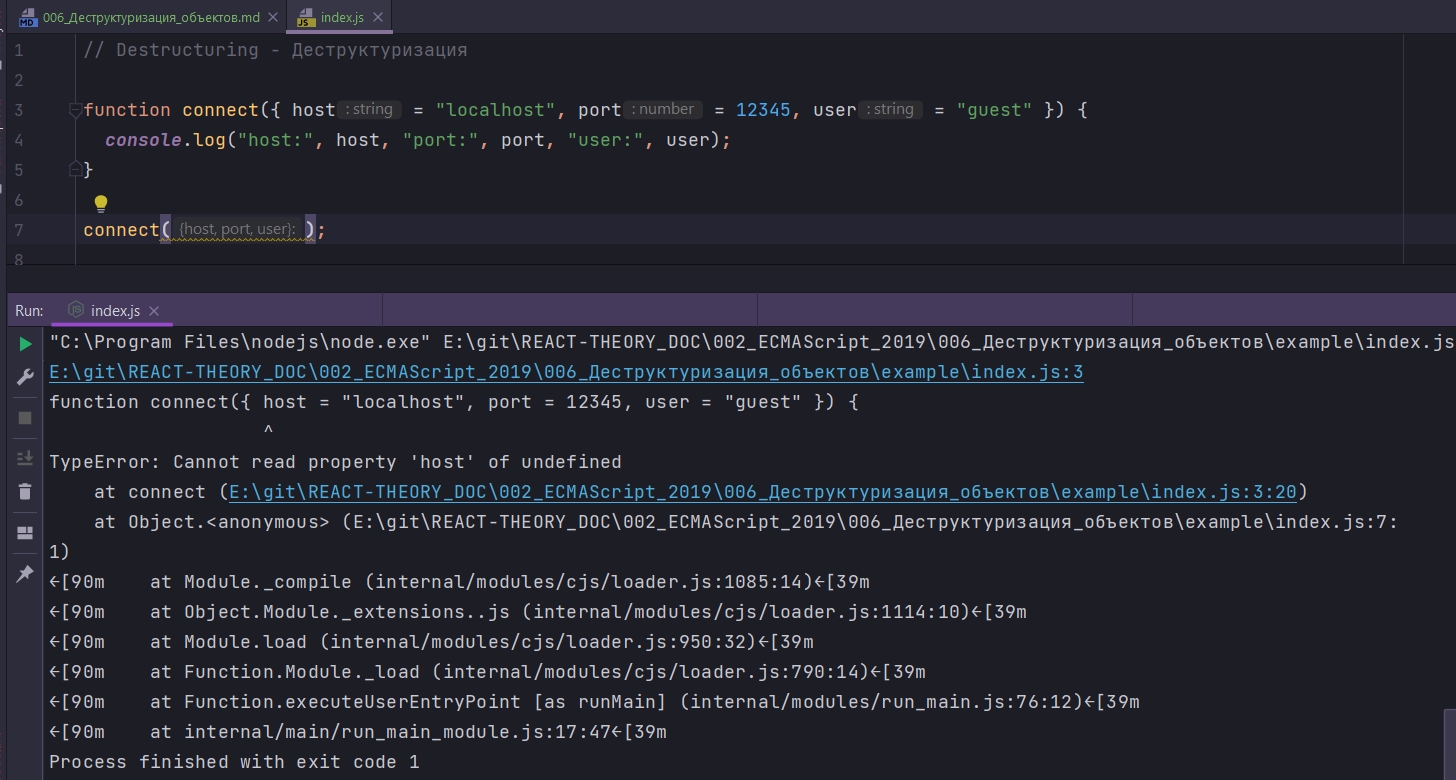 MD 006_Деструктуризация_объектов.md JS index.js
1 // Destructuring - Деструктуризация
2
3 function connect({ host : string = "localhost", port : number = 12345, user : string = "guest" }) {
4 console.log("host:", host, "port:", port, "user:", user);
5 }
6
7 connect( {host, port, user}: );
8
Run: JS index.js
"C:\Program Files\nodejs\node.exe" E:\git\REACT-THEORY_DOC\002_ECMAScript_2019\006_Деструктуризация_объектов\example\index.js
E:\git\REACT-THEORY_DOC\002_ECMAScript_2019\006_Деструктуризация_объектов\example\index.js:3
function connect({ host = "localhost", port = 12345, user = "guest" }) {
^
TypeError: Cannot read property 'host' of undefined
at connect (E:\git\REACT-THEORY_DOC\002_ECMAScript_2019\006_Деструктуризация_объектов\example\index.js:3:20)
at Object.<anonymous> (E:\git\REACT-THEORY_DOC\002_ECMAScript_2019\006_Деструктуризация_объектов\example\index.js:7:
1)
←[90m at Module._compile (internal/modules/cjs/loader.js:1085:14)←[39m
←[90m at Object.Module._extensions..js (internal/modules/cjs/loader.js:1114:10)←[39m
←[90m at Module.load (internal/modules/cjs/loader.js:950:32)←[39m
←[90m at Function.Module._load (internal/modules/cjs/loader.js:790:14)←[39m
←[90m at Function.executeUserEntryPoint [as runMain] (internal/modules/run_main.js:76:12)←[39m
←[90m at internal/main/run_main_module.js:17:47←[39m
Process finished with exit code 1